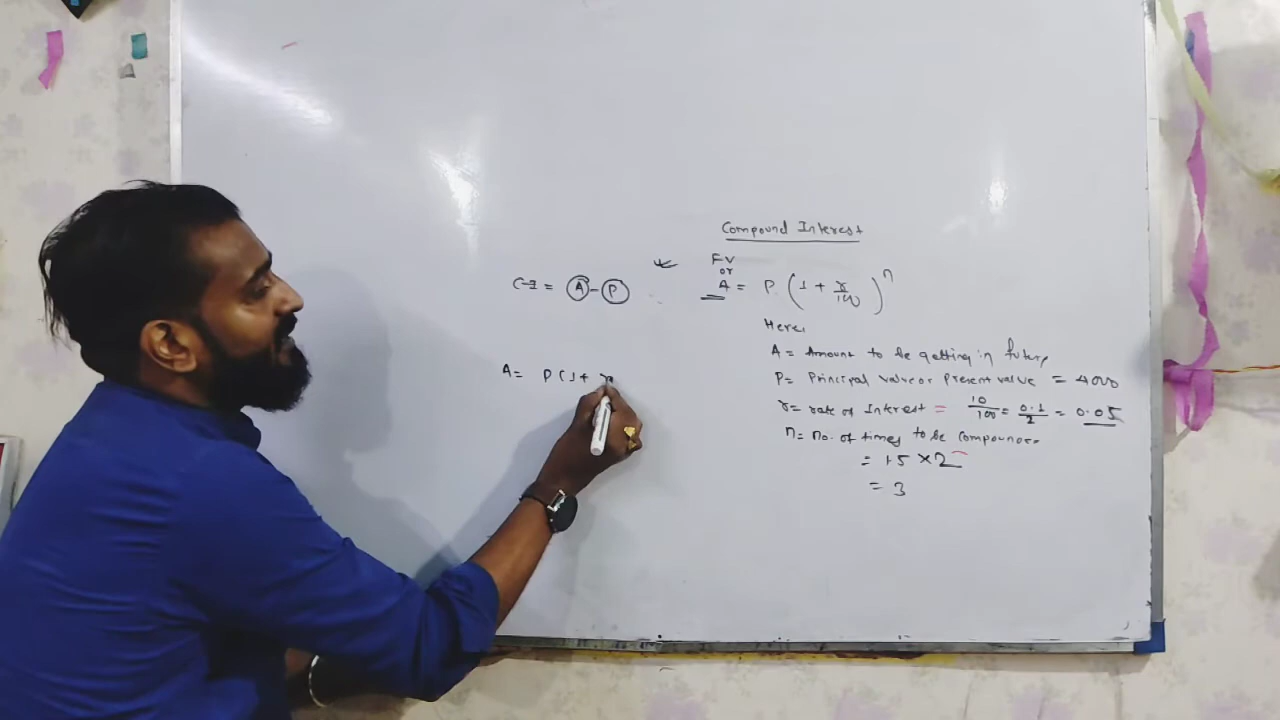 Compound Interest
FV
or
C-I = A - P
A = P ( 1 + r/100 )^n
Here,
A = Amount to be getting in future
A = P ( 1 + r
P = Principal value or Present value = 4000
r = rate of Interest = 10/100 = 0.1/2 = 0.05
n = no. of times to be compounded
= 1.5 × 2
= 3